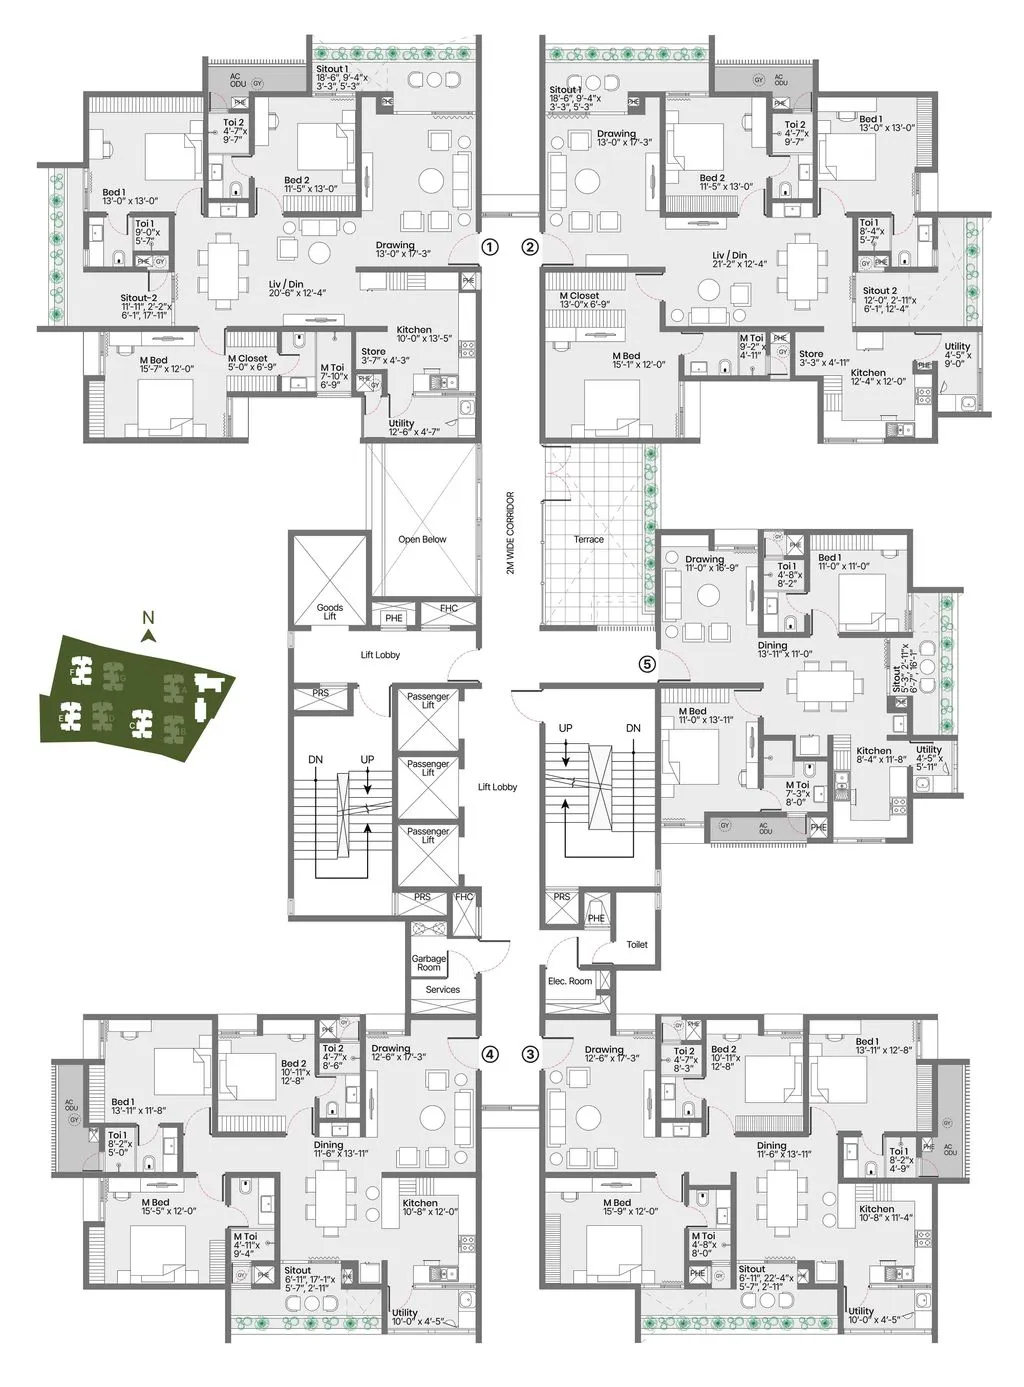 Sitout 1
18'-6", 9'-4"x
3'-3", 5'-3"
AC
ODU
GY
PHE
PHE
Toi 2
4'-7"x
9'-7"
Bed 2
11'-5" x 13'-0"
Bed 1
13'-0" x 13'-0"
Toi 1
9'-0"x
5'-7"
PHE
GY
Drawing
13'-0" x 17'-3"
Sitout-2
11'-11", 2'-2"x
6'-1", 17'-11"
Liv / Din
20'-6" x 12'-4"
PHE
Kitchen
10'-0" x 13'-5"
M Bed
15'-7" x 12'-0"
M Closet
5'-0" x 6'-9"
M Toi
7'-10"x
6'-9"
Store
3'-7" x 4'-3"
PHE
GY
Utility
12'-6" x 4'-7"
1
2
Sitout 1
18'-6", 9'-4"x
3'-3", 5'-3"
PHE
Drawing
13'-0" x 17'-3"
GY
AC
ODU
PHE
Toi 2
4'-7"x
9'-7"
Bed 2
11'-5" x 13'-0"
Bed 1
13'-0" x 13'-0"
Toi 1
8'-4"x
5'-7"
GY
PHE
Liv / Din
21'-2" x 12'-4"
M Closet
13'-0" x 6'-9"
Sitout 2
12'-0", 2'-11"x
6'-1", 12'-4"
M Bed
15'-1" x 12'-0"
M Toi
9'-2" x
4'-11"
PHE
GY
Store
3'-3" x 4'-11"
Utility
4'-5" x
9'-0"
PHE
Kitchen
12'-4" x 12'-0"
Open Below
2M WIDE CORRIDOR
Terrace
Goods
Lift
PHE
FHC
Lift Lobby
PRS
DN
UP
Passenger
Lift
Passenger
Lift
Passenger
Lift
Lift Lobby
UP
DN
PRS
FHC
PRS
PHE
Toilet
Garbage
Room
Services
Elec. Room
N
F
G
A
E
D
C
B
5
Drawing
11'-0" x 16'-9"
GY
PHE
Toi 1
4'-8"x
8'-2"
Bed 1
11'-0" x 11'-0"
Dining
13'-11" x 11'-0"
Sitout
5'-3", 2'-11"x
6'-7", 16'-1"
PHE
M Bed
11'-0" x 13'-11"
Kitchen
8'-4" x 11'-8"
Utility
4'-5" x
5'-11"
M Toi
7'-3"x
8'-0"
GY
AC
ODU
PHE
4
3
Drawing
12'-6" x 17'-3"
PHE
GY
Toi 2
4'-7"x
8'-6"
Bed 2
10'-11"x
12'-8"
Bed 1
13'-11" x 11'-8"
AC
ODU
GY
PHE
Toi 1
8'-2"x
5'-0"
Dining
11'-6" x 13'-11"
M Bed
15'-5" x 12'-0"
M Toi
4'-11"x
9'-4"
GY
PHE
Kitchen
10'-8" x 12'-0"
Sitout
6'-11", 17'-1"x
5'-7", 2'-11"
PHE
Utility
10'-0" x 4'-5"
Drawing
12'-6" x 17'-3"
GY
PHE
Toi 2
4'-7"x
8'-3"
Bed 2
10'-11"x
12'-8"
Bed 1
13'-11" x 12'-8"
GY
AC
ODU
PHE
Toi 1
8'-2"x
4'-9"
Dining
11'-6" x 13'-11"
M Bed
15'-9" x 12'-0"
M Toi
4'-8"x
8'-0"
PHE
GY
Kitchen
10'-8" x 11'-4"
Sitout
6'-11", 22'-4"x
5'-7", 2'-11"
PHE
Utility
10'-0" x 4'-5"